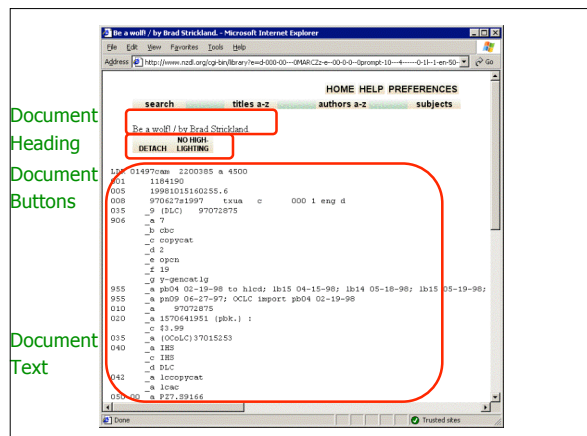 Be a wolf! / by Brad Strickland. - Microsoft Internet Explorer
File Edit View Favorites Tools Help
Address http://www.nzdl.org/cgi-bin/library?e=d-000-00---0MARCZz-e--00-0-0--0prompt-10---4------0-1l--1-en-50- Go
HOME HELP PREFERENCES
search titles a-z authors a-z subjects
Document
Heading
Be a wolf! / by Brad Strickland.
DETACH NO HIGH-
LIGHTING
Document
Buttons
LDR 01497cam 2200385 a 4500
001 1184190
005 19981015160255.6
008 970627s1997 txua c 000 1 eng d
035 _9 (DLC) 97072875
906 _a 7
_b cbc
_c copycat
_d 2
_e opcn
_f 19
_g y-gencatlg
955 _a pb04 02-19-98 to hlcd; lb15 04-15-98; lb14 05-18-98; lb15 05-19-98;
955 _a pn09 06-27-97; OCLC import pb04 02-19-98
010 _a 97072875
020 _a 1570641951 (pbk.) :
_c $3.99
035 _a (OCoLC)37015253
040 _a IHS
_c IHS
_d DLC
042 _a lccopycat
_a lcac
050 00 _a PZ7.S9166
Document
Text
Done Trusted sites